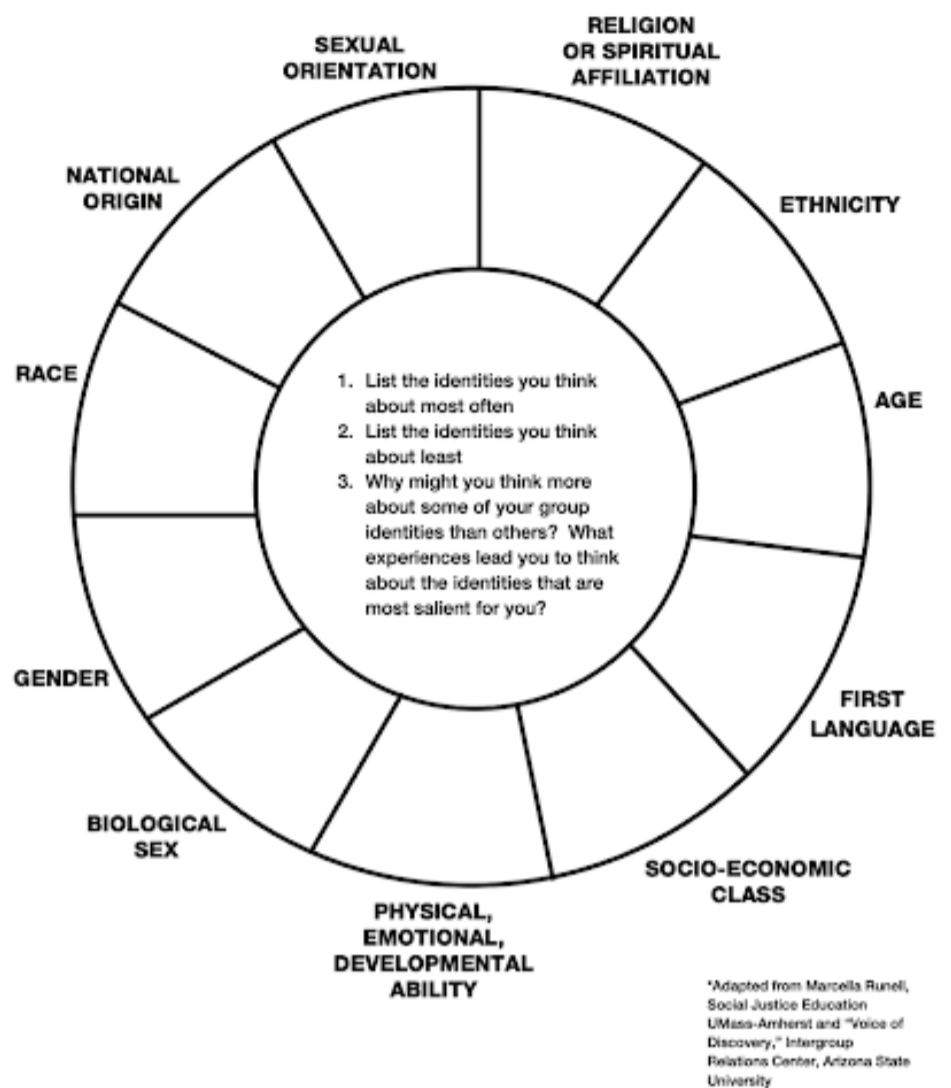 RELIGION
OR SPIRITUAL
AFFILIATION
SEXUAL
ORIENTATION
NATIONAL
ORIGIN
ETHNICITY
RACE
AGE
1. List the identities you think
about most often
2. List the identities you think
about least
3. Why might you think more
about some of your group
identities than others? What
experiences lead you to think
about the identities that are
most salient for you?
GENDER
FIRST
LANGUAGE
BIOLOGICAL
SEX
SOCIO-ECONOMIC
CLASS
PHYSICAL,
EMOTIONAL,
DEVELOPMENTAL
ABILITY
*Adapted from Marcella Runell,
Social Justice Education
UMass-Amherst and "Voice of
Discovery," Intergroup
Relations Center, Arizona State
University